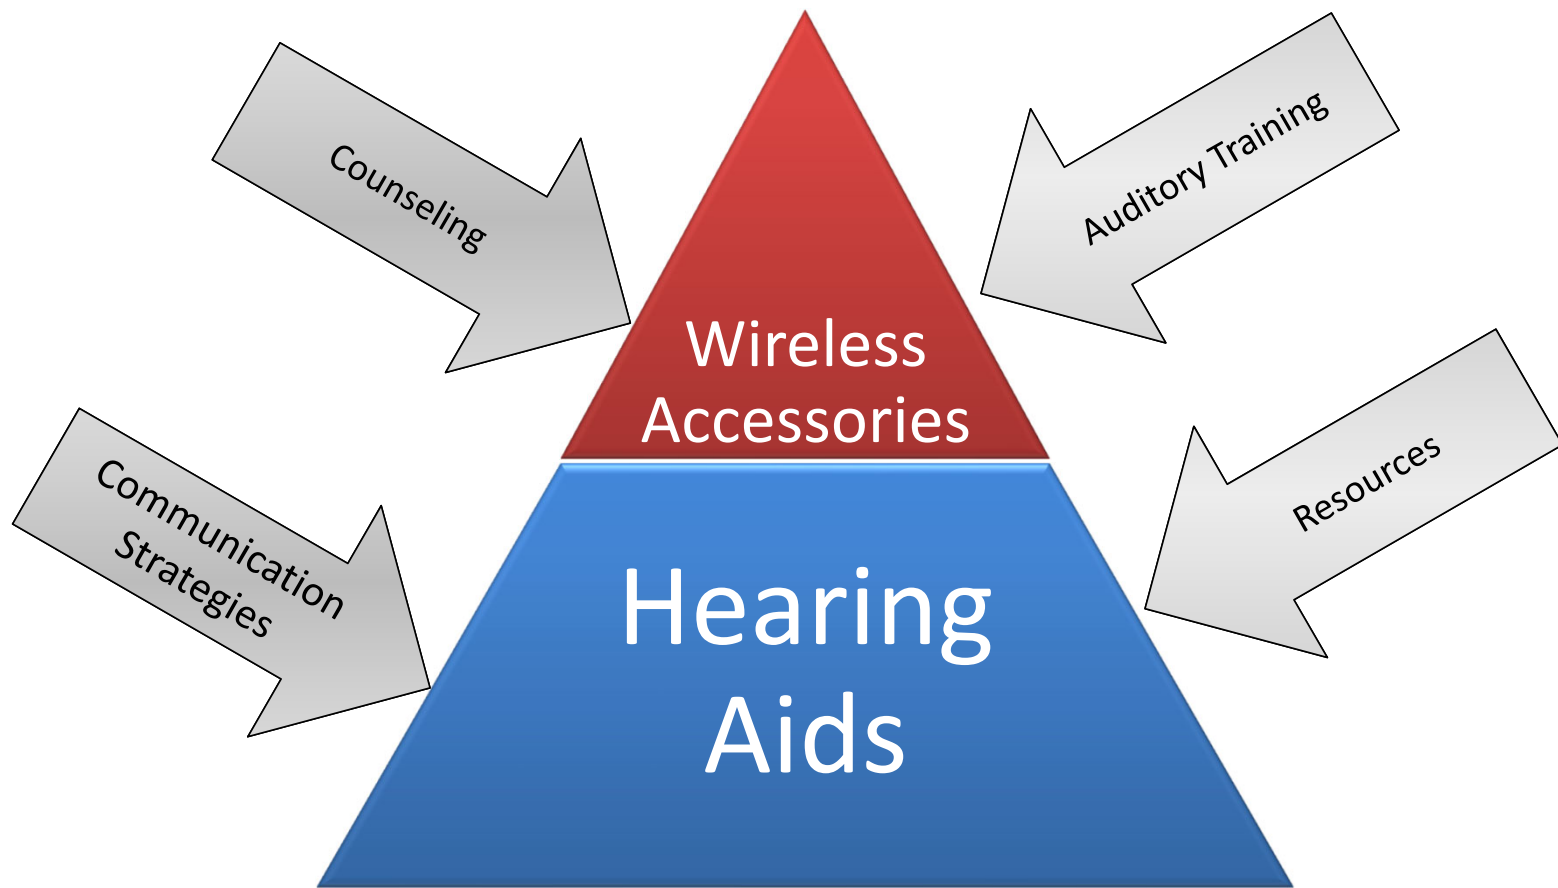 Counseling
Auditory Training
Wireless
Accessories
Communication
Strategies
Resources
Hearing
Aids